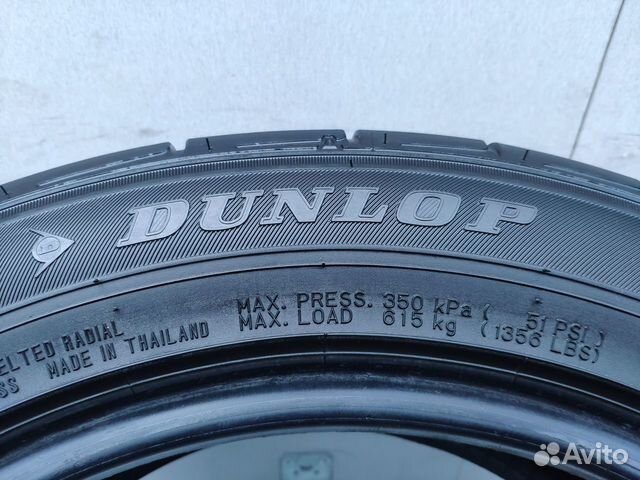 DUNLOP
ELTED RADIAL
SS MADE IN THAILAND
MAX. PRESS. 350 kPa ( 51 PSI )
MAX. LOAD 615 kg (1356 LBS)
Avito